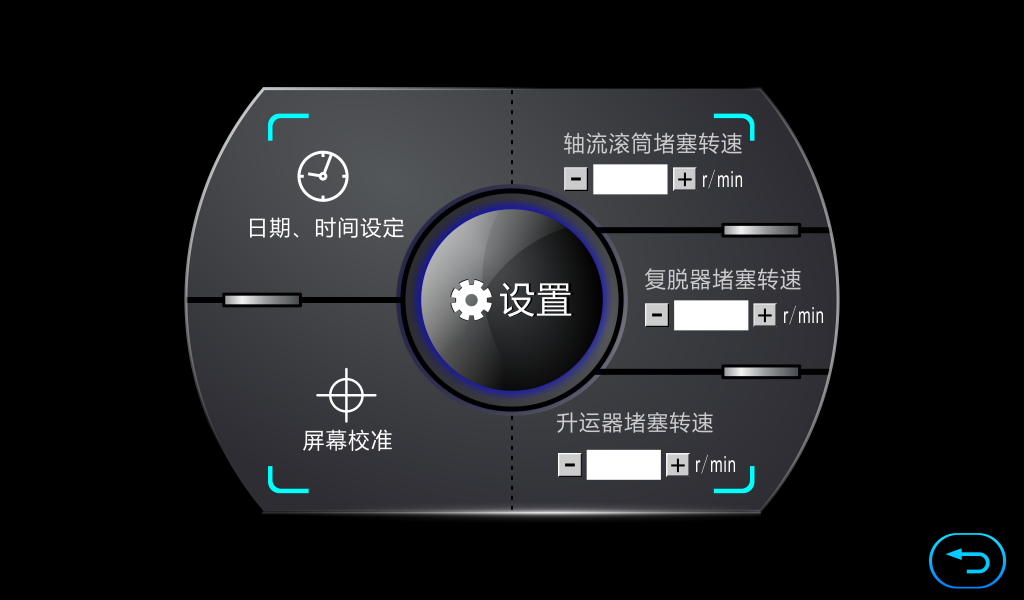 轴流滚筒堵塞转速
- + r/min
日期、时间设定
复脱器堵塞转速
- + r/min
设置
屏幕校准
升运器堵塞转速
- + r/min